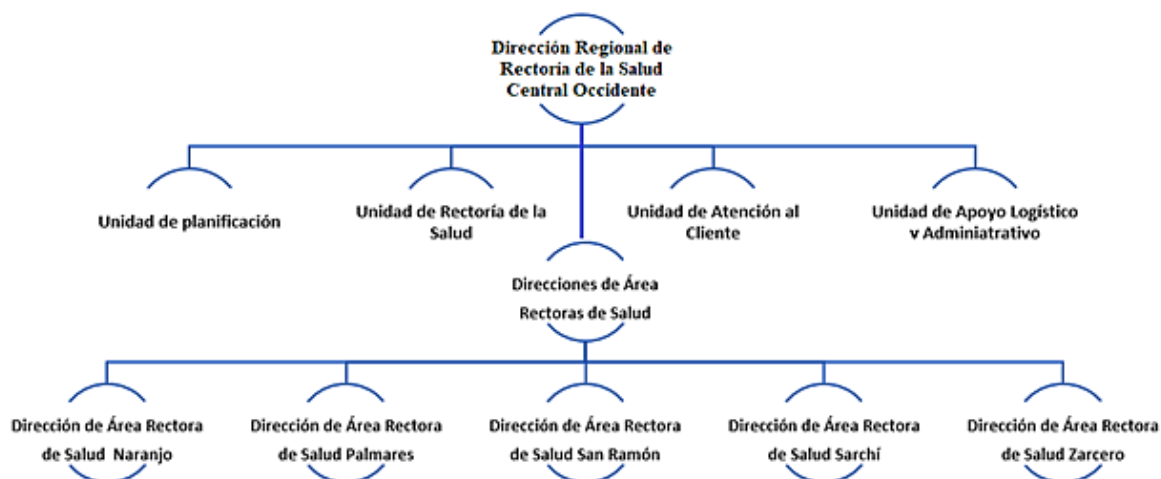 Dirección Regional de
Rectoría de la Salud
Central Occidente
Unidad de planificación
Unidad de Rectoría de la
Salud
Unidad de Atención al
Cliente
Unidad de Apoyo Logístico
v Adminiatrativo
Direcciones de Área
Rectoras de Salud
Dirección de Área Rectora
de Salud Naranjo
Dirección de Área Rectora
de Salud Palmares
Dirección de Área Rectora
de Salud San Ramón
Dirección de Área Rectora
de Salud Sarchí
Dirección de Área Rectora
de Salud Zarcero